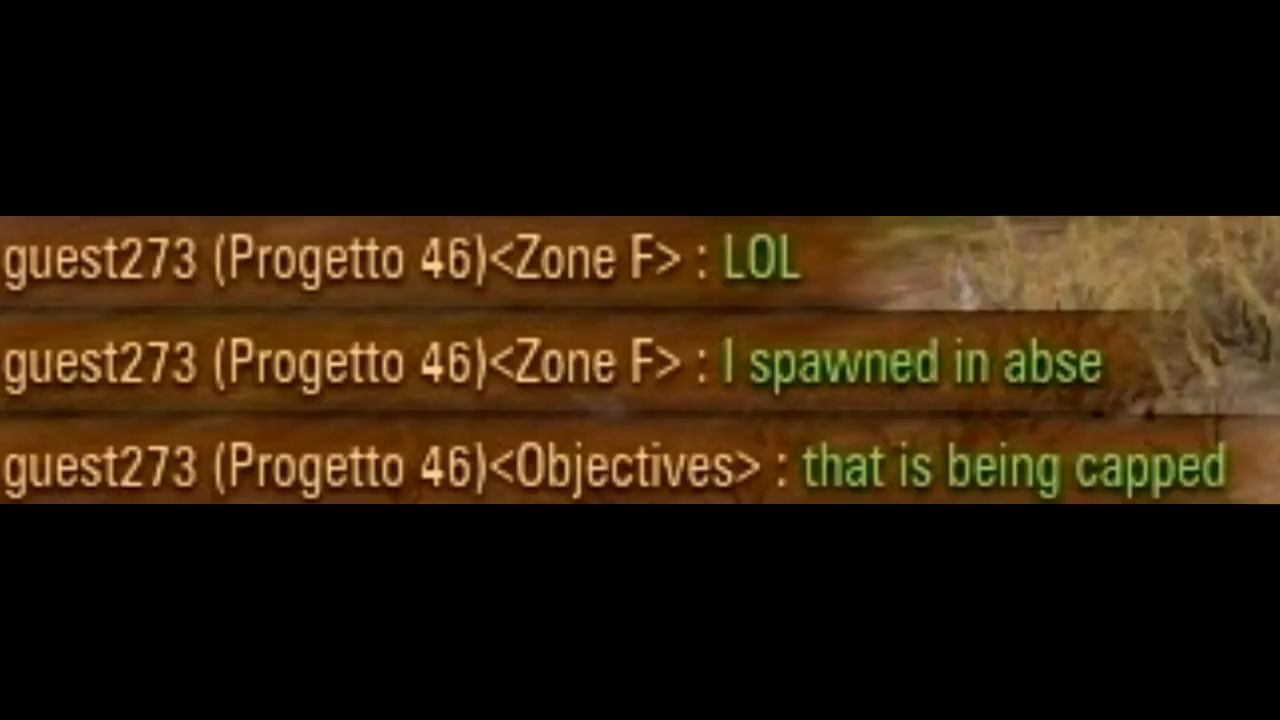 guest273 (Progetto 46)<Zone F> : LOL
guest273 (Progetto 46)<Zone F> : I spawned in abse
guest273 (Progetto 46)<Objectives> : that is being capped